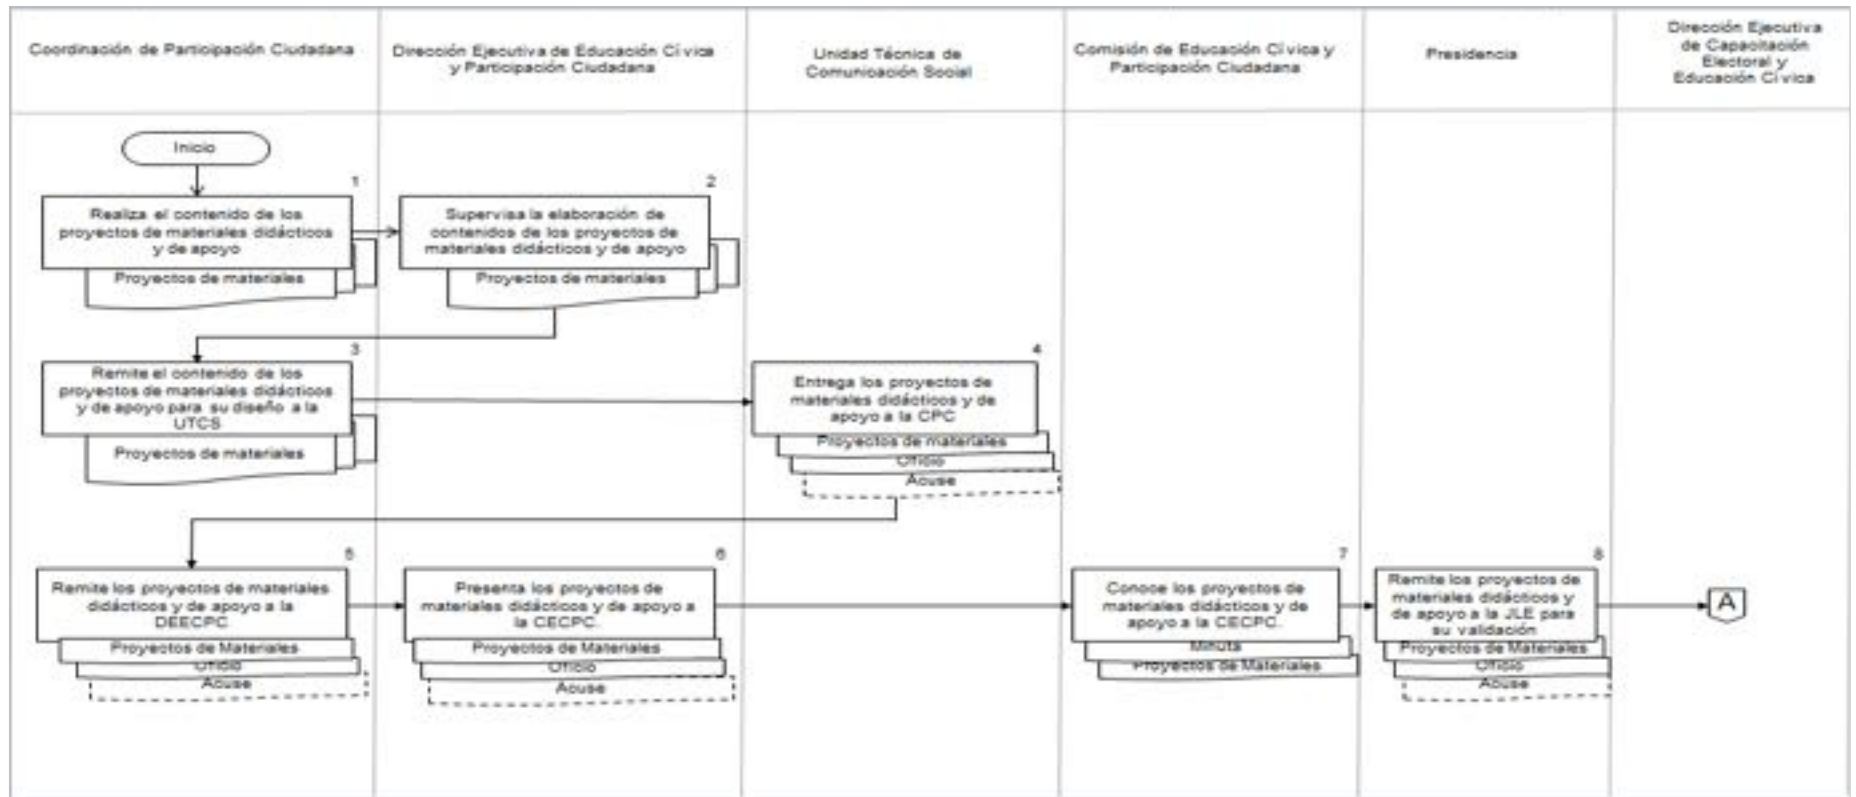 Coordinación de Participación Ciudadana
Dirección Ejecutiva de Educación Cívica
y Participación Ciudadana
Unidad Técnica de
Comunicación Social
Comisión de Educación Cívica y
Participación Ciudadana
Presidencia
Dirección Ejecutiva
de Capacitación
Electoral y
Educación Cívica
Inicio
1
Realiza el contenido de los
proyectos de materiales didácticos
y de apoyo
Proyectos de materiales
2
Supervisa la elaboración de
contenidos de los proyectos de
materiales didácticos y de apoyo
Proyectos de materiales
3
Remite el contenido de los
proyectos de materiales didácticos
y de apoyo para su diseño a la
UTCS
Proyectos de materiales
4
Entrega los proyectos de
materiales didácticos y de
apoyo a la CPC
Proyectos de materiales
Oficio
Acuse
5
Remite los proyectos de materiales
didácticos y de apoyo a la
DEECPC
Proyectos de Materiales
Oficio
Acuse
6
Presenta los proyectos de
materiales didácticos y de apoyo a
la CECPC.
Proyectos de Materiales
Oficio
Acuse
7
Conoce los proyectos de
materiales didácticos y de
apoyo a la CECPC.
Minuta
Proyectos de Materiales
8
Remite los proyectos de
materiales didácticos y
de apoyo a la JLE para
su validación
Proyectos de Materiales
Oficio
Acuse
A